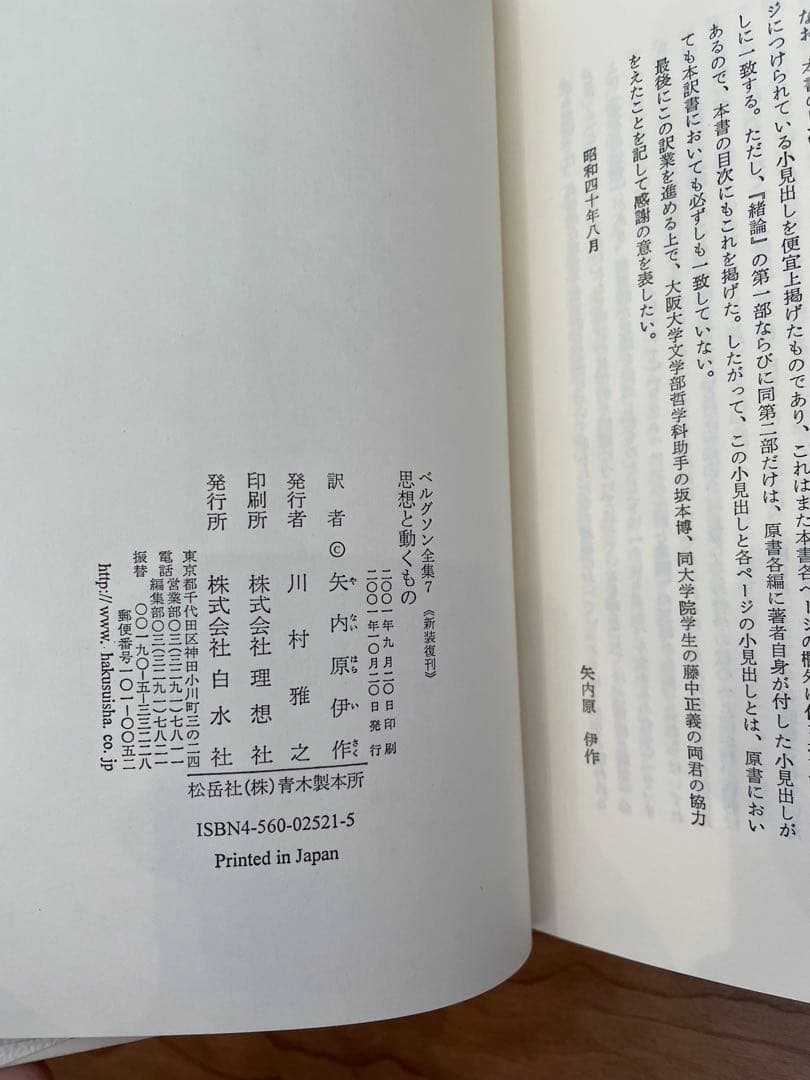 ジにつけられている小見出しを便宜上掲げたものであり、これはまた本書各ページの欄外に
しに一致する。ただし、『緒論』の第一部ならびに同第二部だけは、原書各編に著者自身が付した小見出しが
あるので、本書の目次にもこれを掲げた。したがって、この小見出しと各ページの小見出しとは、原書におい
ても本訳書においても必ずしも一致していない。
最後にこの訳業を進める上で、大阪大学文学部哲学科助手の坂本博、同大学院学生の藤中正義の両君の協力
をえたことを記して感謝の意を表したい。
昭和四十年八月
矢内原 伊作
ベルグソン全集7 《新装復刊》
思想と動くもの
二〇〇一年九月二〇日印刷
二〇〇一年一〇月二〇日発行
訳者 © 矢内原伊作
や ない はら い さく
発行者 川村雅之
印刷所 株式会社理想社
発行所 株式会社白水社
東京都千代田区神田小川町三の二四
電話 営業部〇三(三二九一)七八一一
編集部〇三(三二九一)七八二一
振替 〇〇一九〇-五-三三二二八
郵便番号一〇一-〇〇五二
http://www.hakusuisha.co.jp
松岳社(株)青木製本所
ISBN4-560-02521-5
Printed in Japan